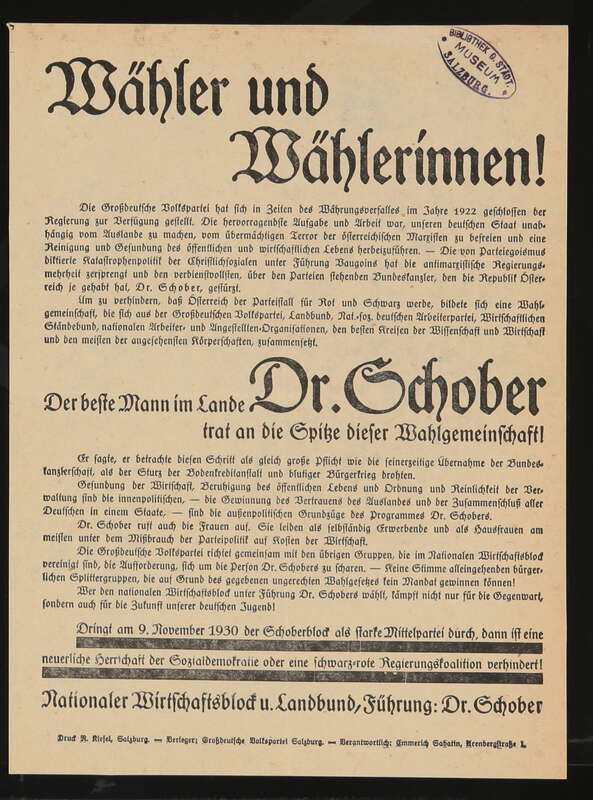 BIBLIOTHEK D. STÄDT.
MUSEUM
SALZBURG.
Wähler und
Wählerinnen!
Die Großdeutsche Volkspartei hat sich in Zeiten des Währungsverfalles im Jahre 1922 geschlossen der
Regierung zur Verfügung gestellt. Die hervorragendste Aufgabe und Arbeit war, unseren deutschen Staat unab-
hängig vom Auslande zu machen, vom übermächtigen Terror der österreichischen Marxisten zu befreien und eine
Reinigung und Gesundung des öffentlichen und wirtschaftlichen Lebens herbeizuführen. — Die von Parteiegoismus
diktierte Katastrophenpolitik der Christlichsozialen unter Führung Vaugoins hat die antimarxistische Regierungs-
mehrheit zersprengt und den verdienstvollsten, über den Parteien stehenden Bundeskanzler, den die Republik Öster-
reich je gehabt hat, Dr. Schober, gestürzt.
Um zu verhindern, daß Österreich der Parteifall für Rot und Schwarz werde, bildete sich eine Wahl-
gemeinschaft, die sich aus der Großdeutschen Volkspartei, Landbund, Nat.-soz. deutschen Arbeiterpartei, Wirtschaftlichen
Ständebund, nationalen Arbeiter- und Angestellten-Organisationen, den besten Kreisen der Wissenschaft und Wirtschaft
und den meisten der angesehensten Körperschaften, zusammensetzt.
Der beste Mann im Lande Dr. Schober
trat an die Spitze dieser Wahlgemeinschaft!
Er sagte, er betrachte diesen Schritt als gleich große Pflicht wie die seinerzeitige Übernahme der Bundes-
kanzlerschaft, als der Sturz der Bodenkreditanstalt und blutiger Bürgerkrieg drohten.
Gesundung der Wirtschaft, Beruhigung des öffentlichen Lebens und Ordnung und Reinlichkeit der Ver-
waltung sind die innenpolitischen, — die Gewinnung des Vertrauens des Auslandes und der Zusammenschluß aller
Deutschen in einem Staate, — sind die außenpolitischen Grundzüge des Programmes Dr. Schobers.
Dr. Schober ruft auch die Frauen auf. Sie leiden als selbständig Erwerbende und als Hausfrauen am
meisten unter dem Mißbrauch der Parteipolitik auf Kosten der Wirtschaft.
Die Großdeutsche Volkspartei richtet gemeinsam mit den übrigen Gruppen, die im Nationalen Wirtschaftsblock
vereinigt sind, die Aufforderung, sich um die Person Dr. Schobers zu scharen. — Keine Stimme alleingehenden bürger-
lichen Splittergruppen, die auf Grund des gegebenen ungerechten Wahlgesetzes kein Mandat gewinnen können!
Wer den nationalen Wirtschaftsblock unter Führung Dr. Schobers wählt, kämpft nicht nur für die Gegenwart,
sondern auch für die Zukunft unserer deutschen Jugend!
Dringt am 9. November 1930 der Schoberblock als starke Mittelpartei durch, dann ist eine
neuerliche Herrschaft der Sozialdemokratie oder eine schwarz-rote Regierungskoalition verhindert!
Nationaler Wirtschaftsblock u. Landbund, Führung: Dr. Schober
Druck R. Kiesel, Salzburg. — Verleger; Großdeutsche Volkspartei Salzburg. — Verantwortlich: Emmerich Sahatin, Arenbergstraße 1.